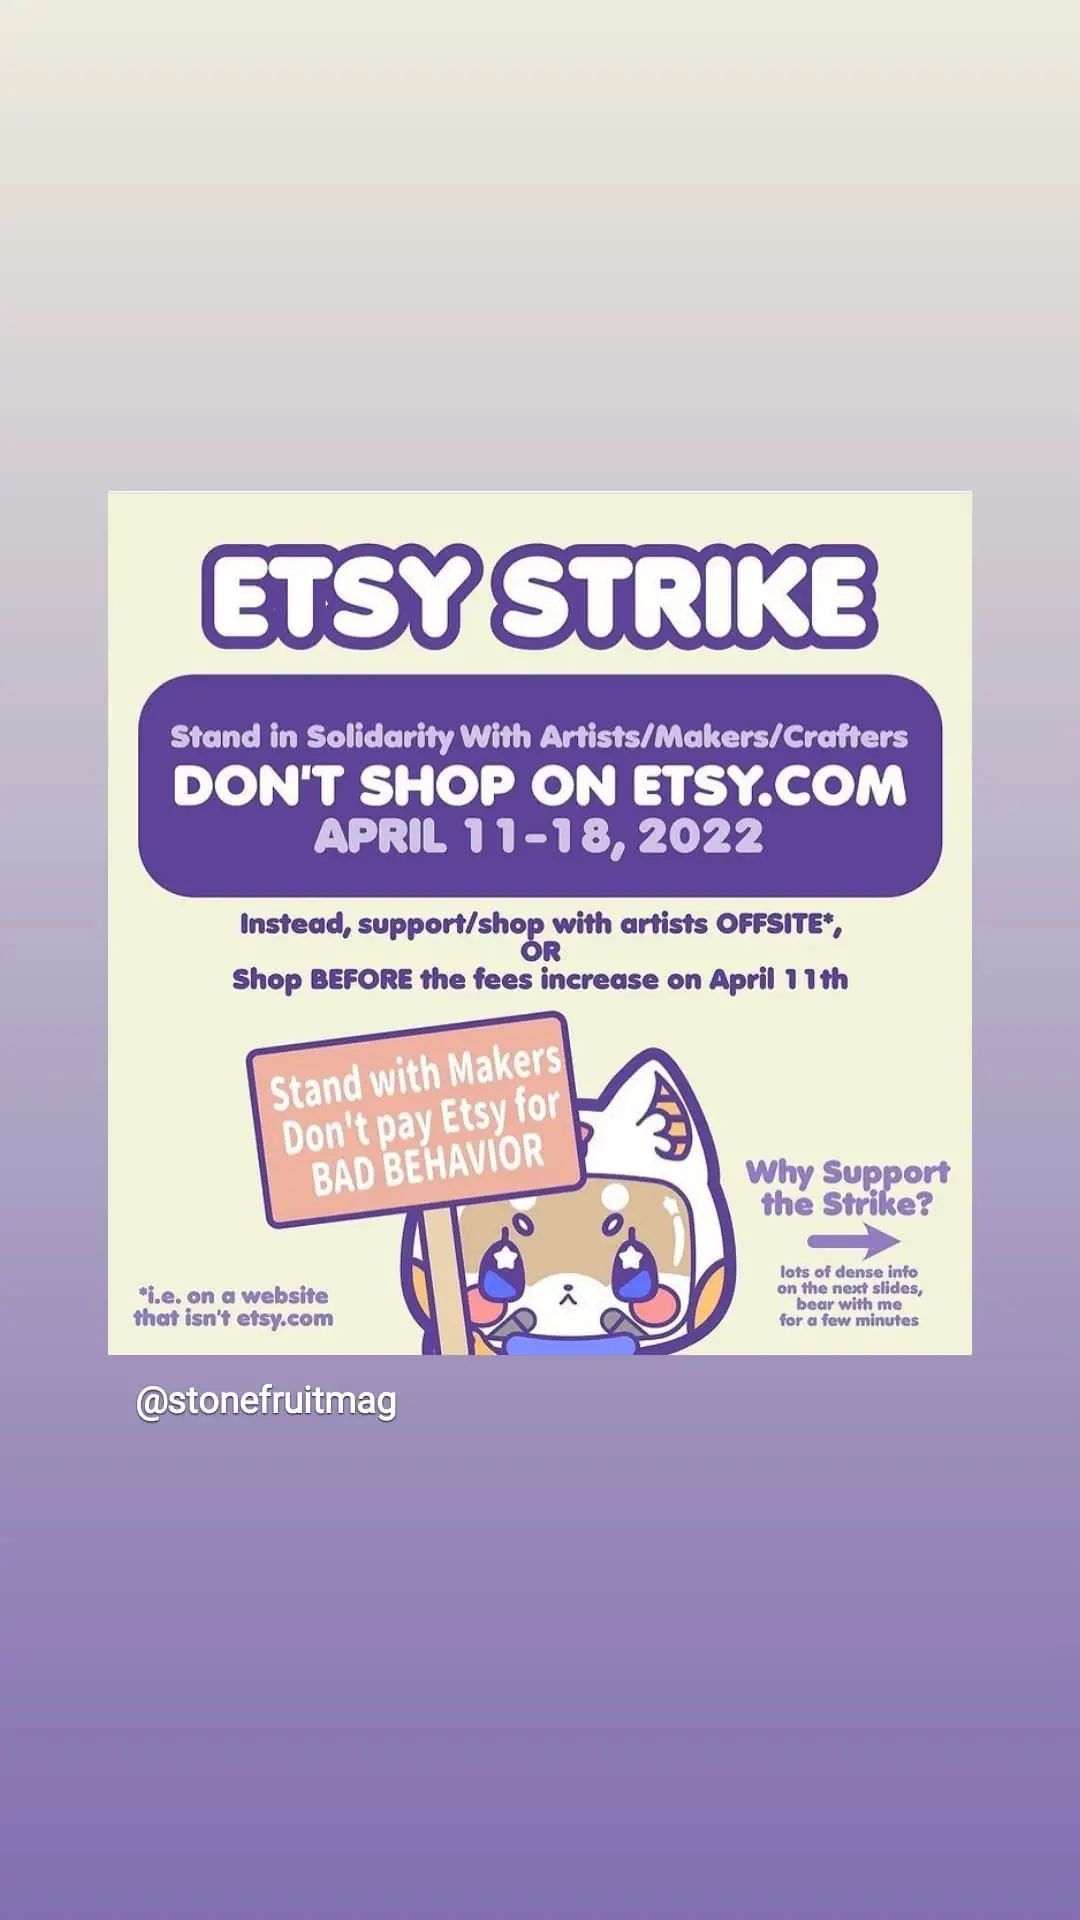 ETSY STRIKE
Stand in Solidarity With Artists/Makers/Crafters
DON'T SHOP ON ETSY.COM
APRIL 11-18, 2022
Instead, support/shop with artists OFFSITE*,
OR
Shop BEFORE the fees increase on April 11th
Stand with Makers
Don't pay Etsy for
BAD BEHAVIOR
Why Support
the Strike?
lots of dense info
on the next slides,
bear with me
for a few minutes
*i.e. on a website
that isn't etsy.com
@stonefruitmag